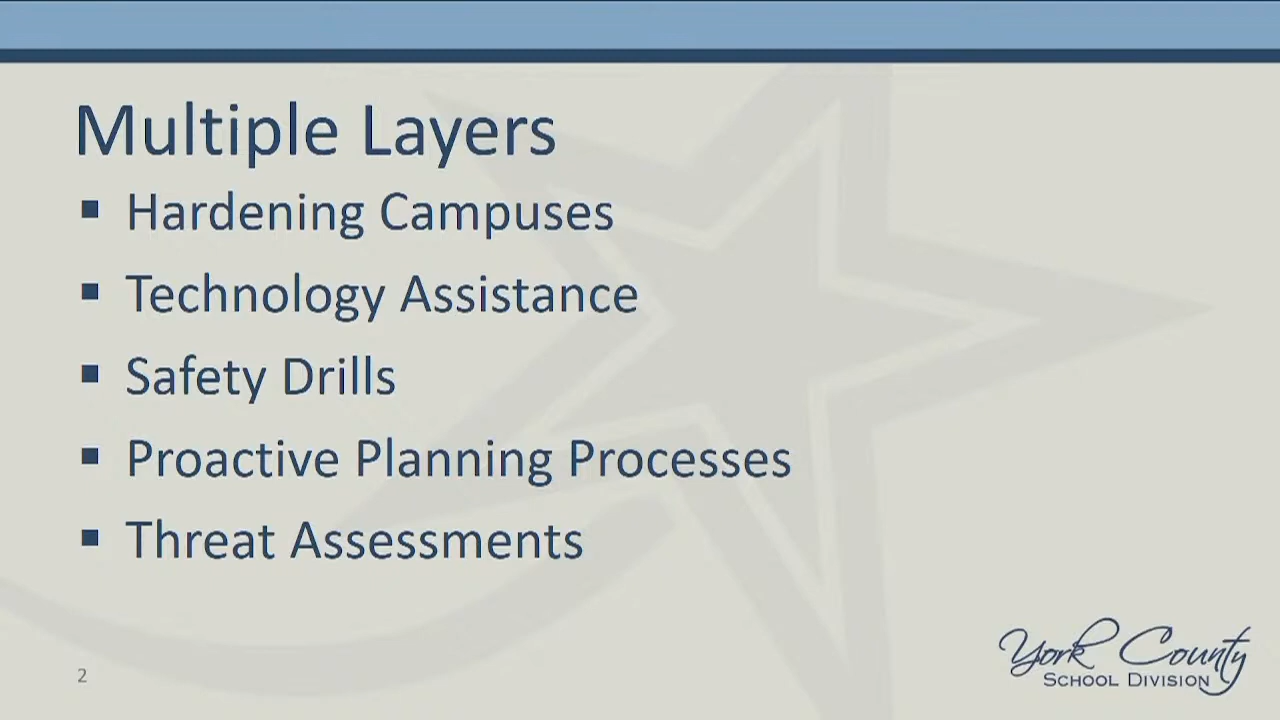 Multiple Layers
▪ Hardening Campuses
▪ Technology Assistance
▪ Safety Drills
▪ Proactive Planning Processes
▪ Threat Assessments
2
York County
SCHOOL DIVISION